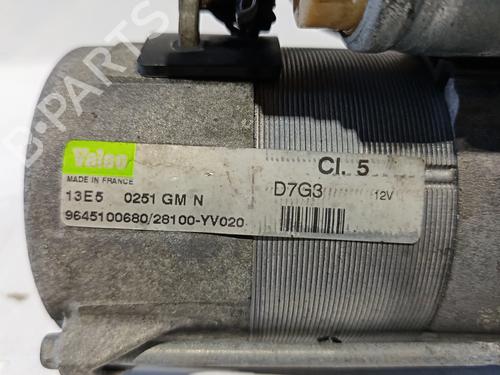 B-PARTS
Valeo
MADE IN FRANCE
Cl. 5
13E5 0251 GM N
D7G3
12V
9645100680/28100-YV020